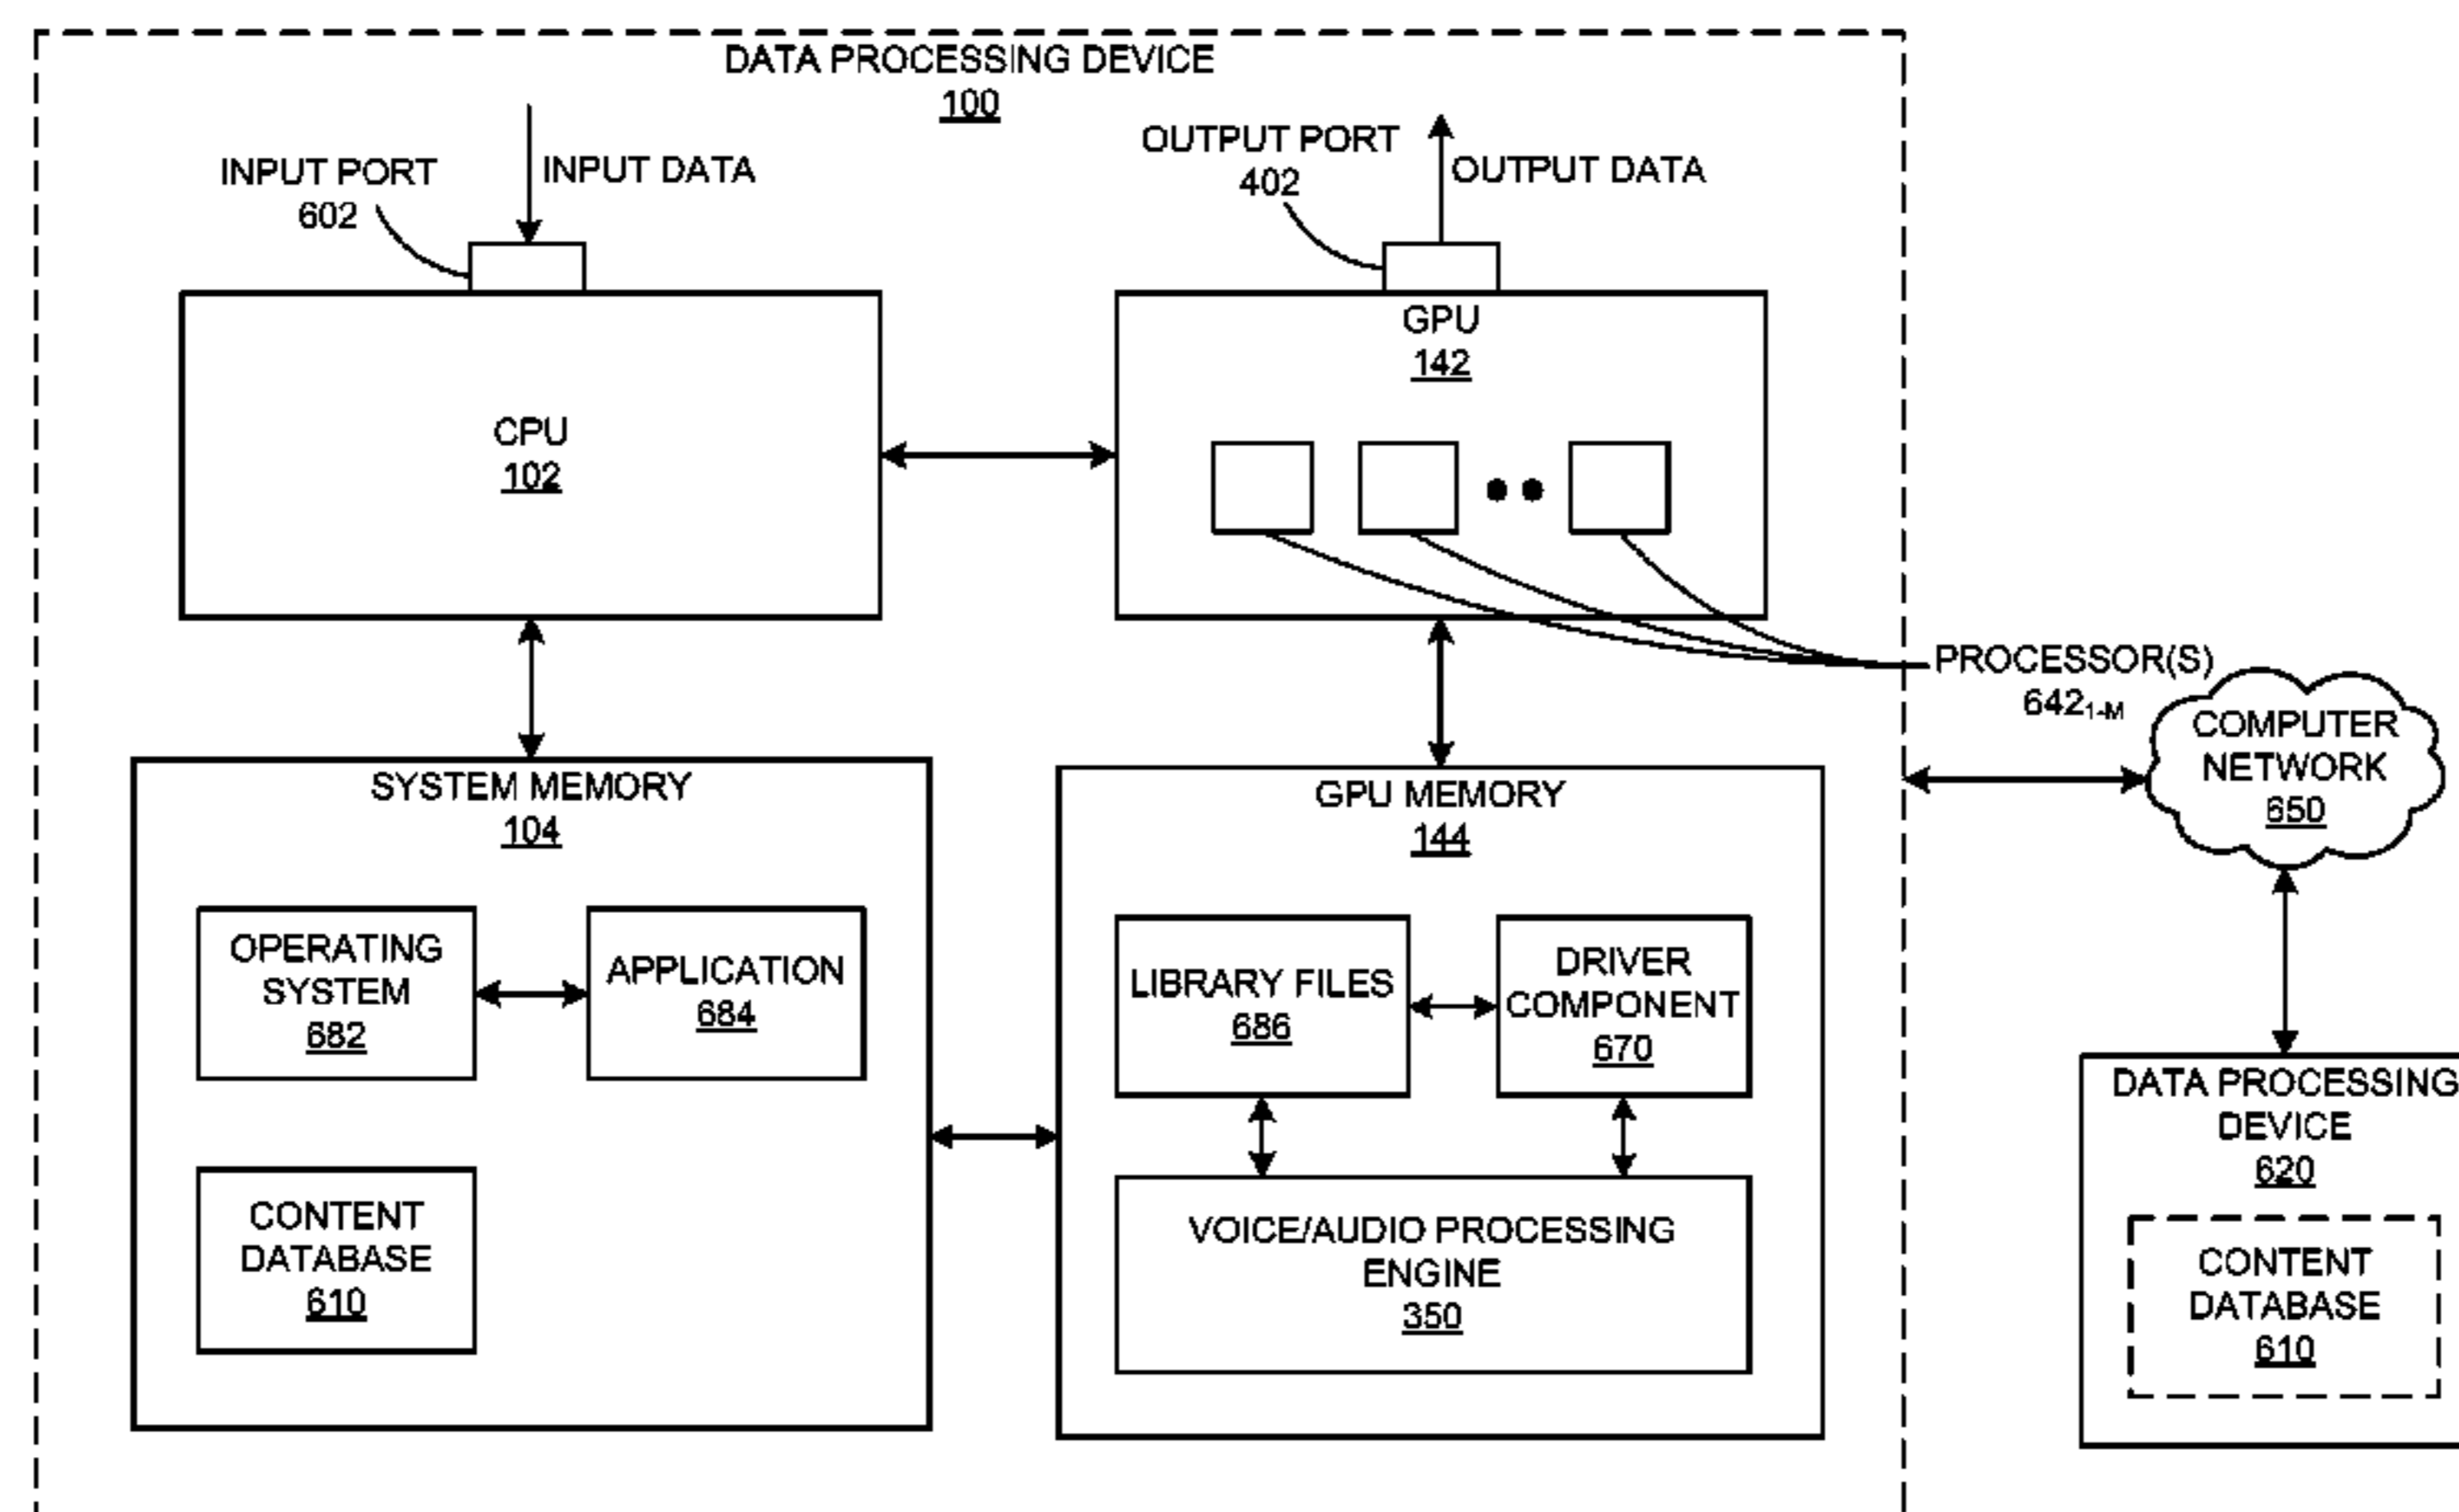 DATA PROCESSING DEVICE
100
INPUT PORT
602
INPUT DATA
OUTPUT PORT
402
OUTPUT DATA
CPU
102
GPU
142
PROCESSOR(S)
642₁₋M
COMPUTER
NETWORK
650
SYSTEM MEMORY
104
OPERATING
SYSTEM
682
APPLICATION
684
CONTENT
DATABASE
610
GPU MEMORY
144
LIBRARY FILES
686
DRIVER
COMPONENT
670
VOICE/AUDIO PROCESSING
ENGINE
350
DATA PROCESSING
DEVICE
620
CONTENT
DATABASE
610